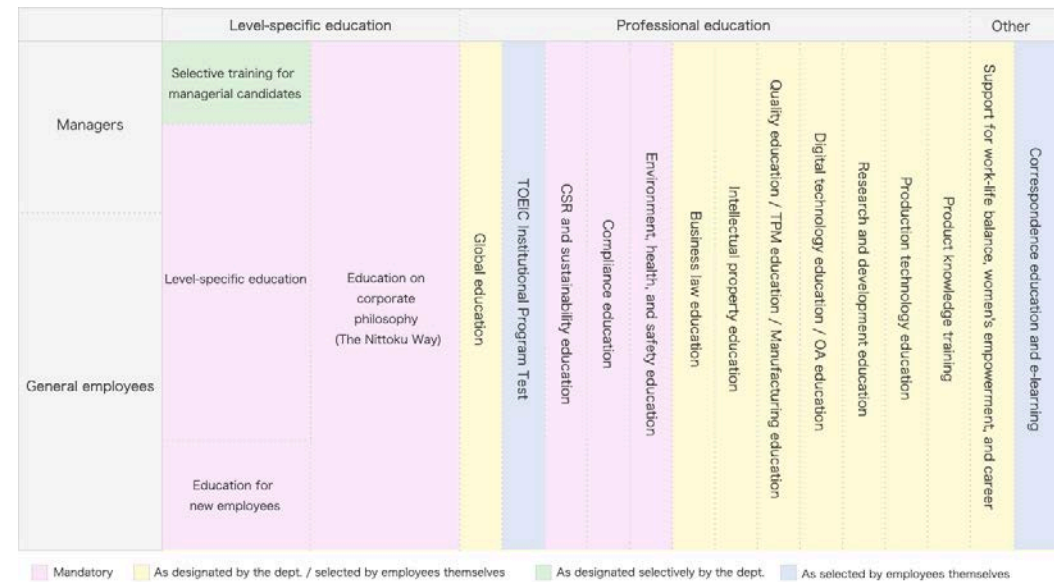 Level-specific education
Professional education
Other
Managers
General employees
Selective training for
managerial candidates
Level-specific education
Education for
new employees
Education on
corporate
philosophy
(The Nittoku Way)
Global education
TOEIC Institutional Program Test
CSR and sustainability education
Compliance education
Environment, health, and safety education
Business law education
Intellectual property education
Quality education / TPM education / Manufacturing education
Digital technology education / OA education
Research and development education
Production technology education
Product knowledge training
Support for work-life balance, women's empowerment, and career
Correspondence education and e-learning
Mandatory
As designated by the dept. / selected by employees themselves
As designated selectively by the dept.
As selected by employees themselves